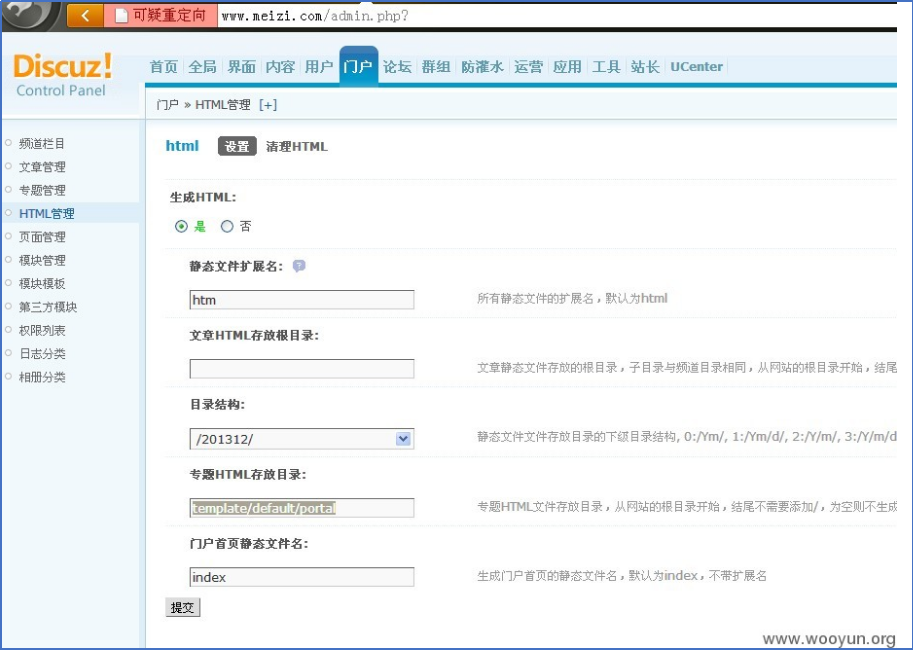 可疑重定向 www.meizi.com/admin.php?
Discuz!
Control Panel
首页 全局 界面 内容 用户 门户 论坛 群组 防灌水 运营 应用 工具 站长 UCenter
门户 » HTML管理 [+]
频道栏目
文章管理
专题管理
HTML管理
页面管理
模块管理
模块模板
第三方模块
权限列表
日志分类
相册分类
html 设置 清理HTML
生成HTML:
是 否
静态文件扩展名: ?
htm 所有静态文件的扩展名，默认为html
文章HTML存放根目录:
文章静态文件存放的根目录，子目录与频道目录相同，从网站的根目录开始，结尾
目录结构:
/201312/ 静态文件文件存放目录的下级目录结构, 0:/Ym/, 1:/Ym/d/, 2:/Y/m/, 3:/Y/m/d
专题HTML存放目录:
template/default/portal 专题HTML文件存放目录，从网站的根目录开始，结尾不需要添加/，为空则不生成
门户首页静态文件名:
index 生成门户首页的静态文件名，默认为index，不带扩展名
提交
www.wooyun.org